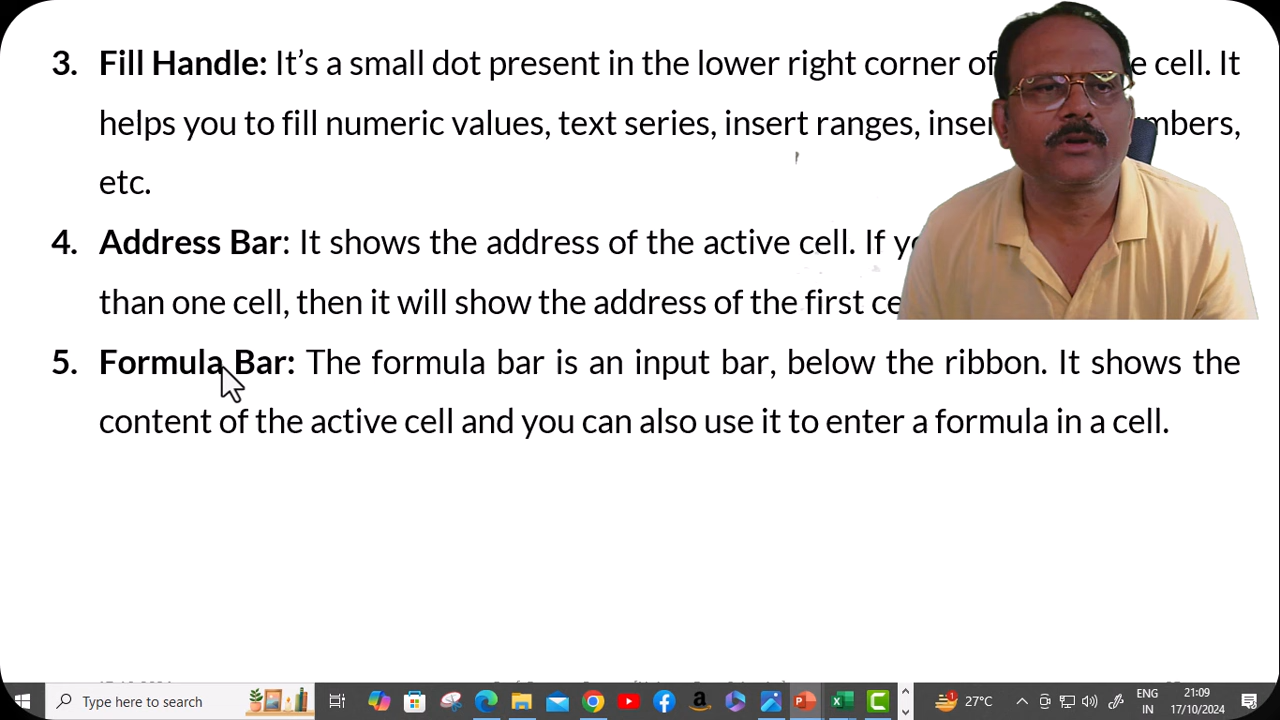 3. Fill Handle: It's a small dot present in the lower right corner of cell. It
helps you to fill numeric values, text series, insert ranges,
etc.
4. Address Bar: It shows the address of the active cell. If
than one cell, then it will show the address of the first
5. Formula Bar: The formula bar is an input bar, below the ribbon. It shows the
content of the active cell and you can also use it to enter a formula in a cell.
Type here to search
27°C
ENG
IN
21:09
17/10/2024